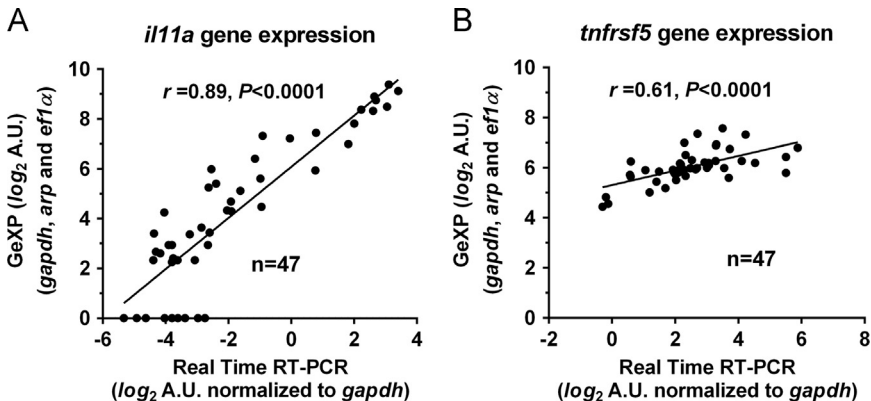 A
il11a gene expression
r =0.89, P<0.0001
n=47
GeXP (log2 A.U.)
(gapdh, arp and ef1α)
10
8
6
4
2
0
-6 -4 -2 0 2 4
Real Time RT-PCR
(log2 A.U. normalized to gapdh)
B
tnfrsf5 gene expression
r =0.61, P<0.0001
n=47
GeXP (log2 A.U.)
(gapdh, arp and ef1α)
10
8
6
4
2
0
-2 0 2 4 6 8
Real Time RT-PCR
(log2 A.U. normalized to gapdh)